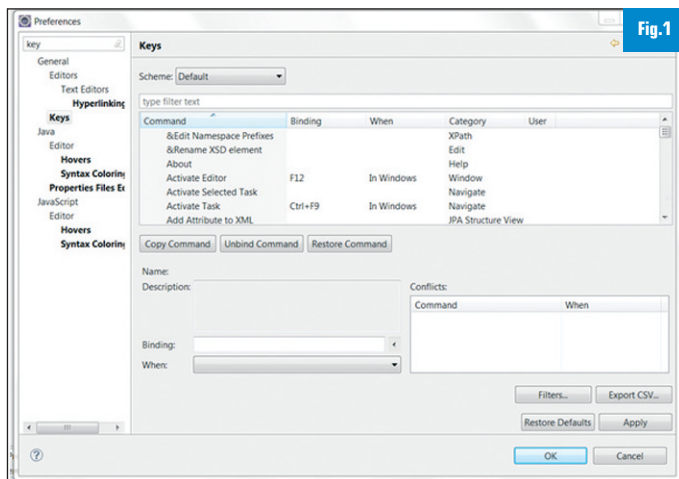 Preferences
Fig.1
key
Keys
General
Editors
Text Editors
Hyperlinking
Keys
Java
Editor
Hovers
Syntax Coloring
Properties Files Ed
JavaScript
Editor
Hovers
Syntax Coloring
Scheme: Default
type filter text
Command Binding When Category User
&Edit Namespace Prefixes XPath
&Rename XSD element Edit
About Help
Activate Editor F12 In Windows Window
Activate Selected Task Navigate
Activate Task Ctrl+F9 In Windows Navigate
Add Attribute to XML JPA Structure View
Copy Command Unbind Command Restore Command
Name:
Description:
Conflicts:
Command When
Binding:
When:
Filters... Export CSV...
Restore Defaults Apply
OK Cancel